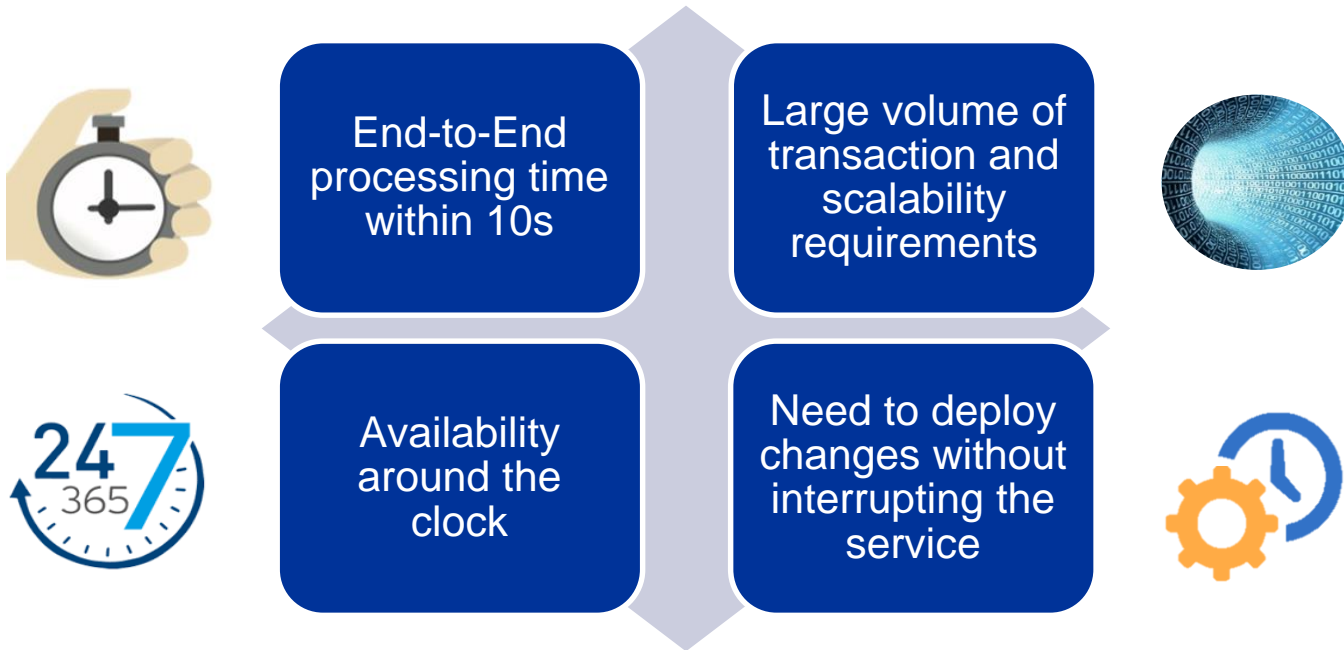 End-to-End
processing time
within 10s
Large volume of
transaction and
scalability
requirements
24 7
365
Availability
around the
clock
Need to deploy
changes without
interrupting the
service